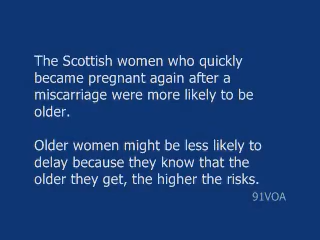 The Scottish women who quickly
became pregnant again after a
miscarriage were more likely to be
older.
Older women might be less likely to
delay because they know that the
older they get, the higher the risks.
91VOA